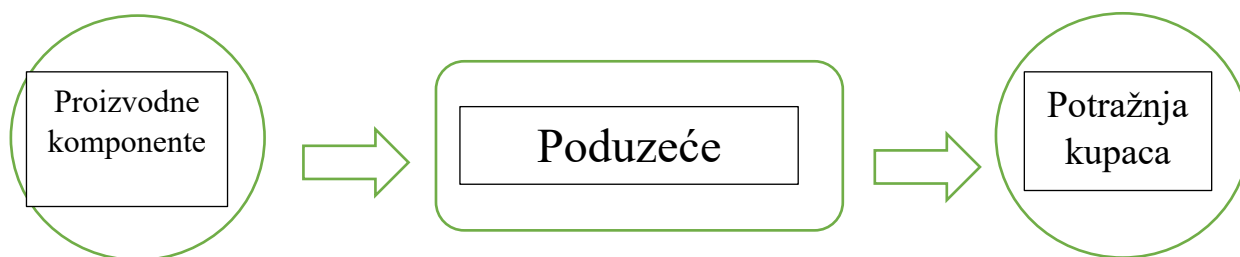 Proizvodne
komponente
Poduzeće
Potražnja
kupaca